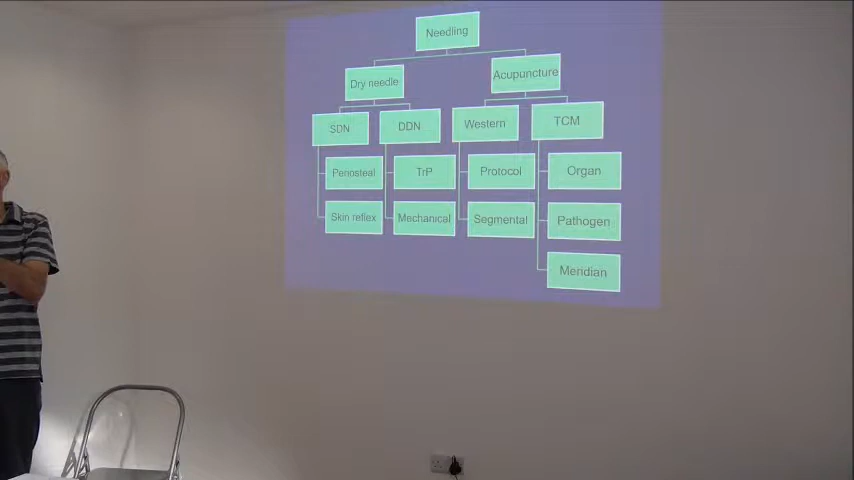 Needling
Dry needle
Acupuncture
SDN
DDN
Western
TCM
Periosteal
TrP
Protocol
Organ
Skin reflex
Mechanical
Segmental
Pathogen
Meridian